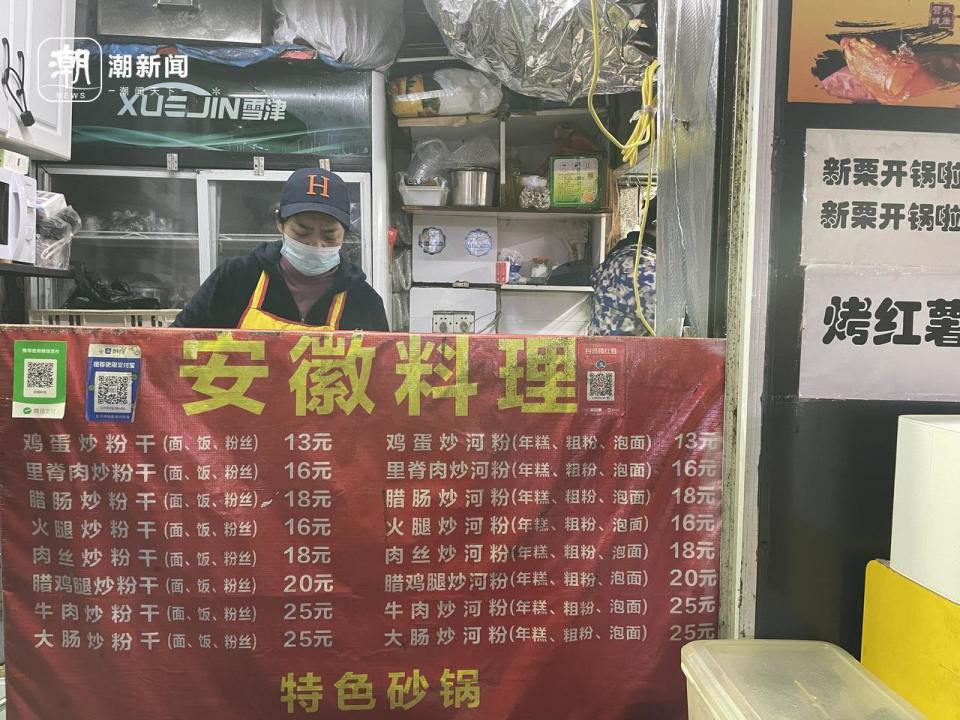 潮 潮新闻
NEWS 潮闻天下
XUEJIN雪津
H
营养
健康
新栗开锅啦
新栗开锅啦
烤红薯
安徽料理
鸡蛋炒粉干(面、饭、粉丝) 13元
里脊肉炒粉干(面、饭、粉丝) 16元
腊肠炒粉干(面、饭、粉丝) 18元
火腿炒粉干(面、饭、粉丝) 16元
肉丝炒粉干(面、饭、粉丝) 18元
腊鸡腿炒粉干(面、饭、粉丝) 20元
牛肉炒粉干(面、饭、粉丝) 25元
大肠炒粉干(面、饭、粉丝) 25元
鸡蛋炒河粉(年糕、粗粉、泡面) 13元
里脊肉炒河粉(年糕、粗粉、泡面) 16元
腊肠炒河粉(年糕、粗粉、泡面) 18元
火腿炒河粉(年糕、粗粉、泡面) 16元
肉丝炒河粉(年糕、粗粉、泡面) 18元
腊鸡腿炒河粉(年糕、粗粉、泡面) 20元
牛肉炒河粉(年糕、粗粉、泡面) 25元
大肠炒河粉(年糕、粗粉、泡面) 25元
特色砂锅